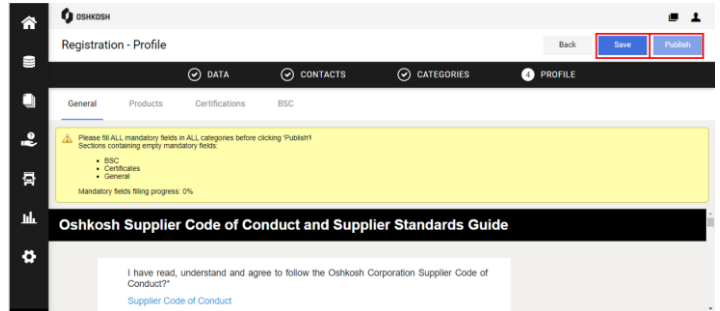 OSHKOSH
Registration - Profile
Back
Save
Publish
DATA
CONTACTS
CATEGORIES
4 PROFILE
General
Products
Certifications
BSC
Please fill ALL mandatory fields in ALL categories before clicking 'Publish'!
Sections containing empty mandatory fields:
• BSC
• Certificates
• General
Mandatory fields filling progress: 0%
Oshkosh Supplier Code of Conduct and Supplier Standards Guide
I have read, understand and agree to follow the Oshkosh Corporation Supplier Code of
Conduct?*
Supplier Code of Conduct